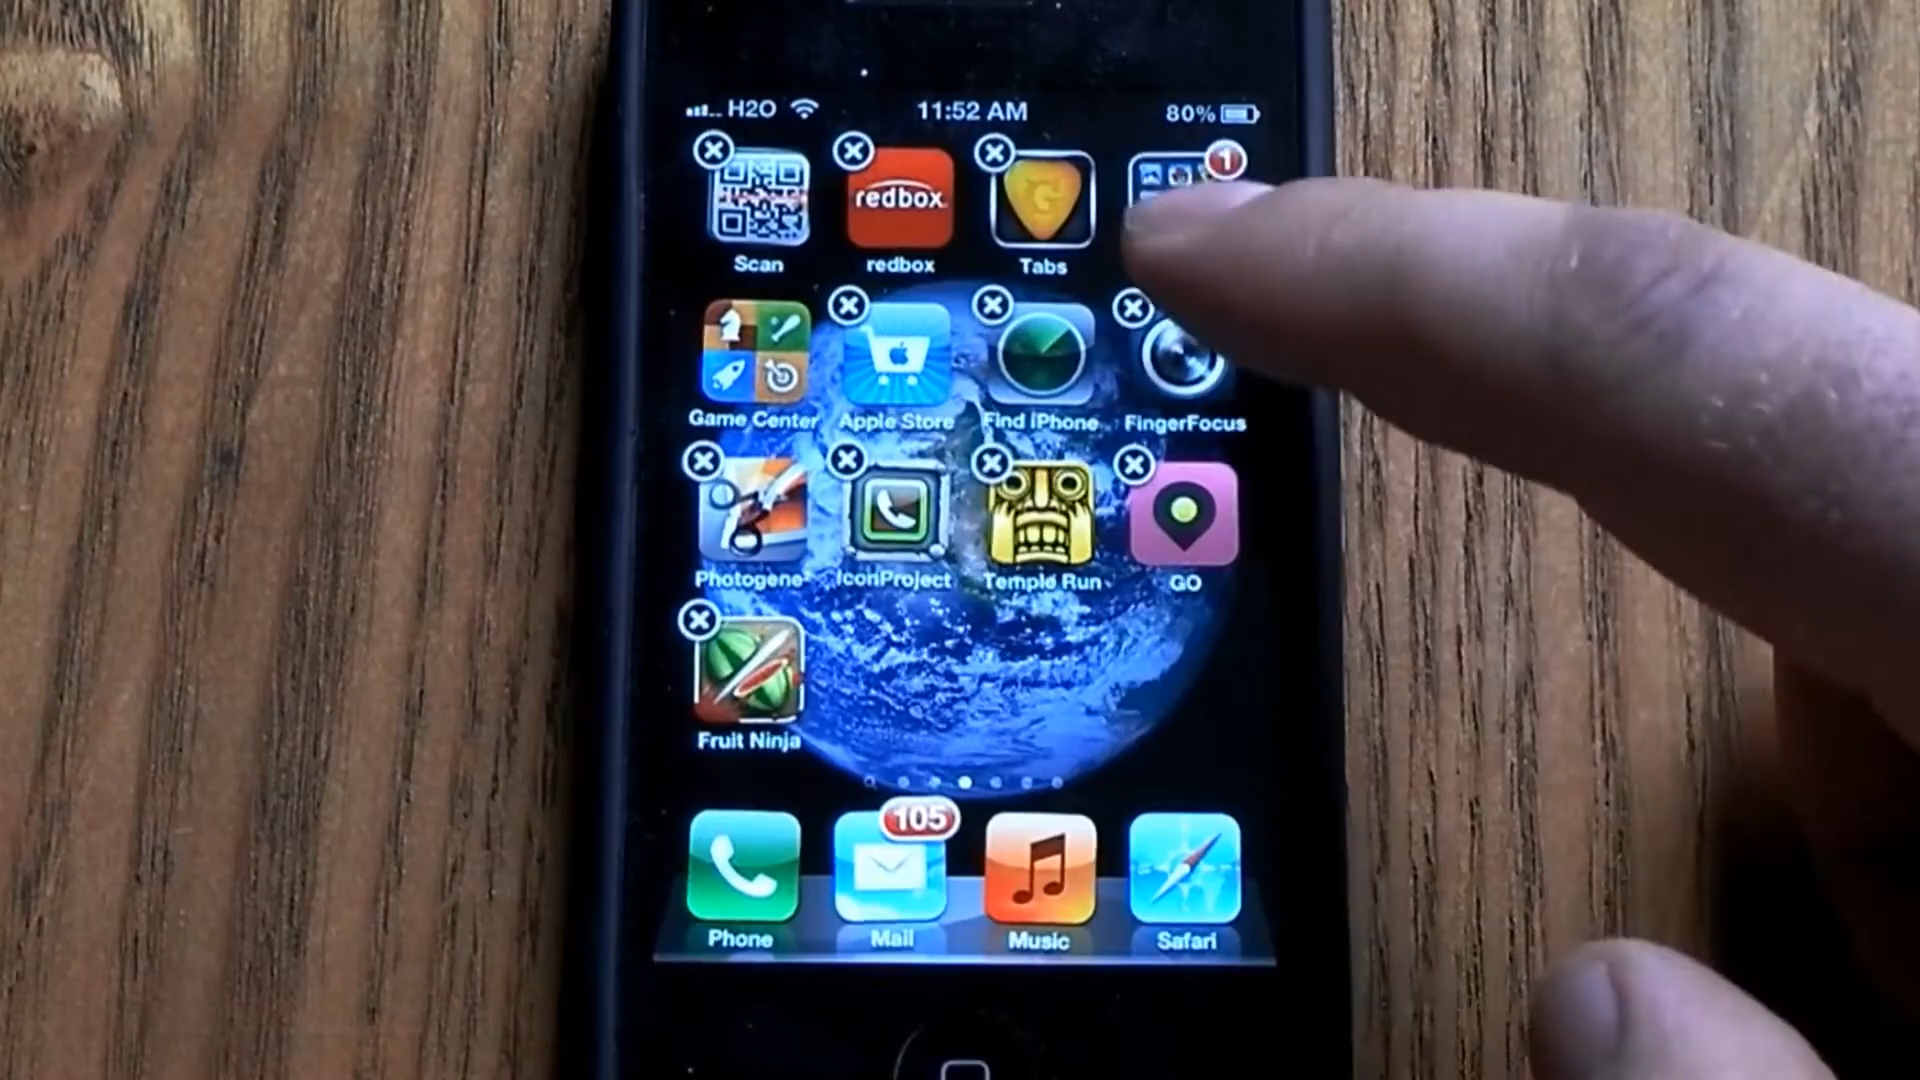 H2O 11:52 AM 80%
1
redbox.
G
Scan redbox Tabs
Game Center Apple Store Find iPhone FingerFocus
Photogene² IconProject Temple Run GO
Fruit Ninja
105
Phone Mail Music Safari